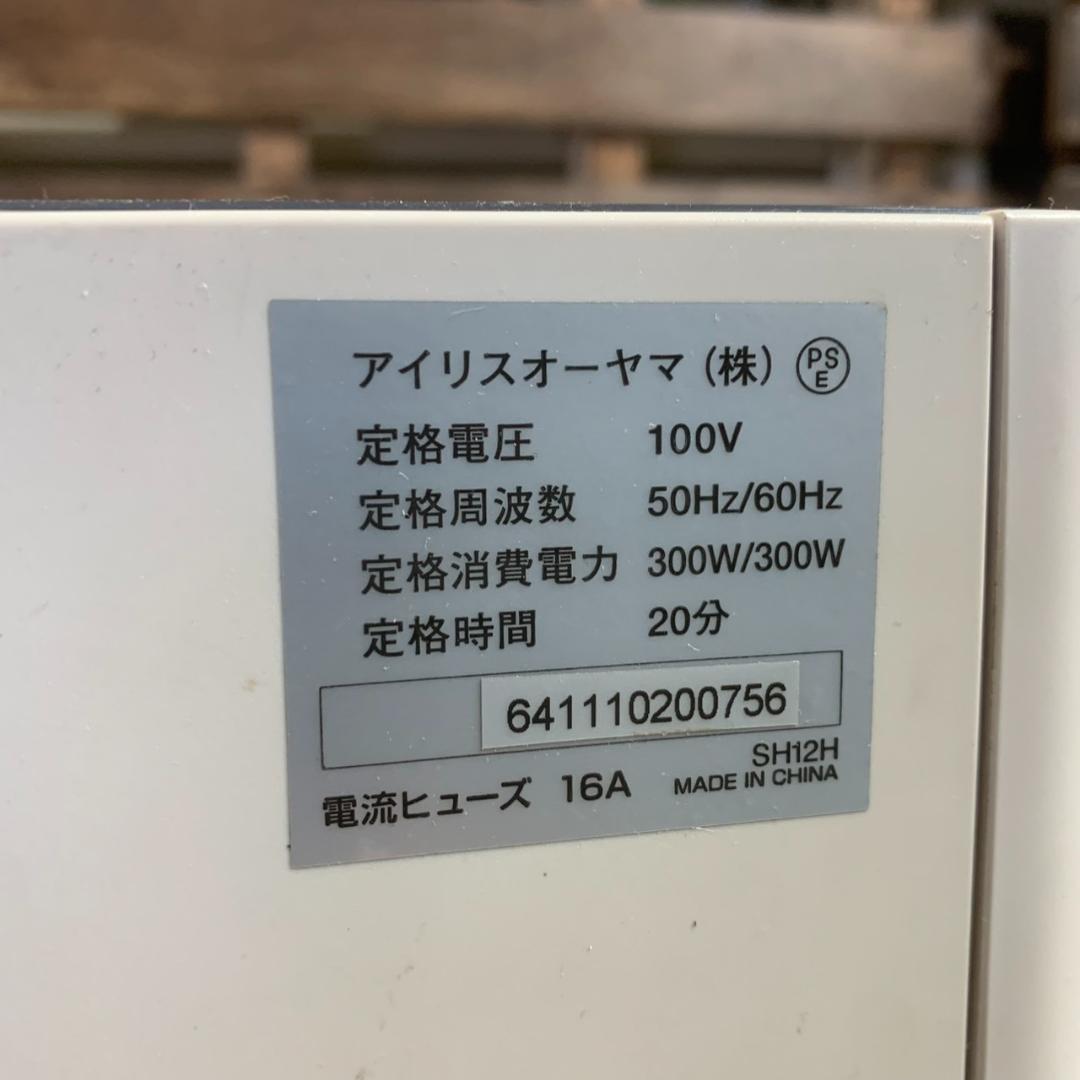 アイリスオーヤマ(株) PSE
定格電圧 100V
定格周波数 50Hz/60Hz
定格消費電力 300W/300W
定格時間 20分
641110200756
SH12H
電流ヒューズ 16A MADE IN CHINA